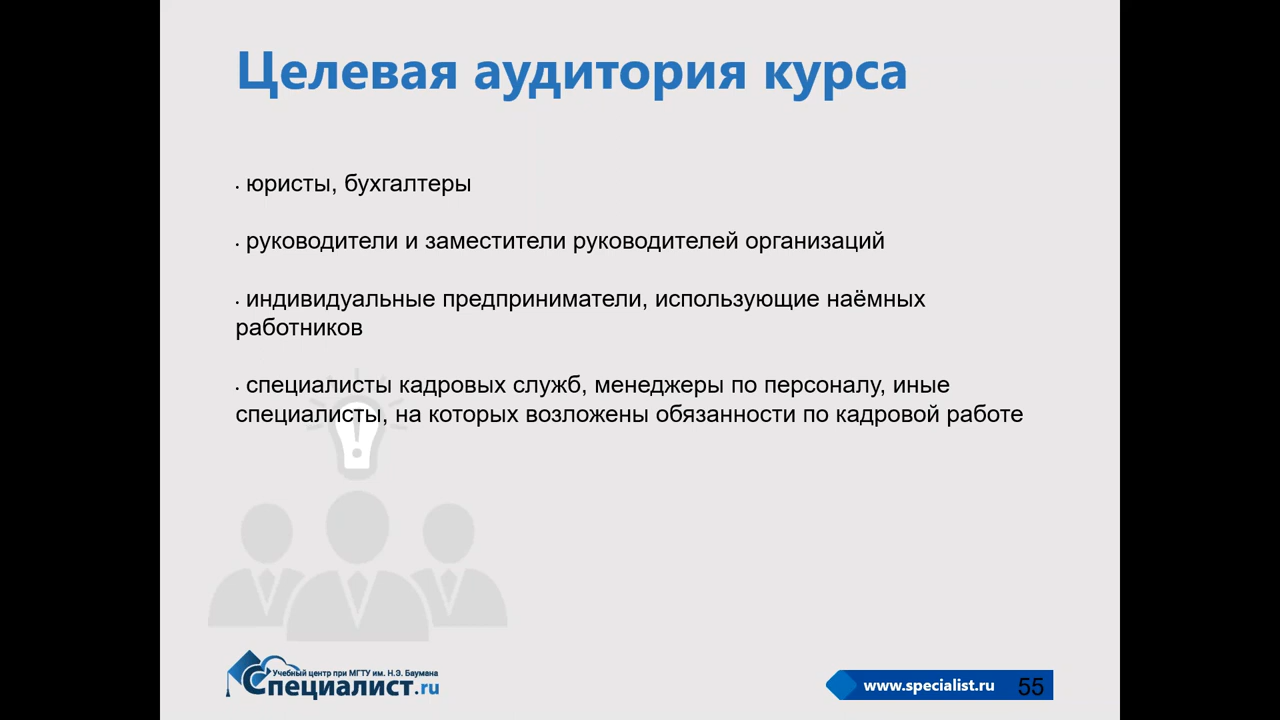 Целевая аудитория курса
· юристы, бухгалтеры
· руководители и заместители руководителей организаций
· индивидуальные предприниматели, использующие наёмных
работников
· специалисты кадровых служб, менеджеры по персоналу, иные
специалисты, на которых возложены обязанности по кадровой работе
Учебный центр при МГТУ им. Н.Э. Баумана
Специалист.ru
www.specialist.ru 55